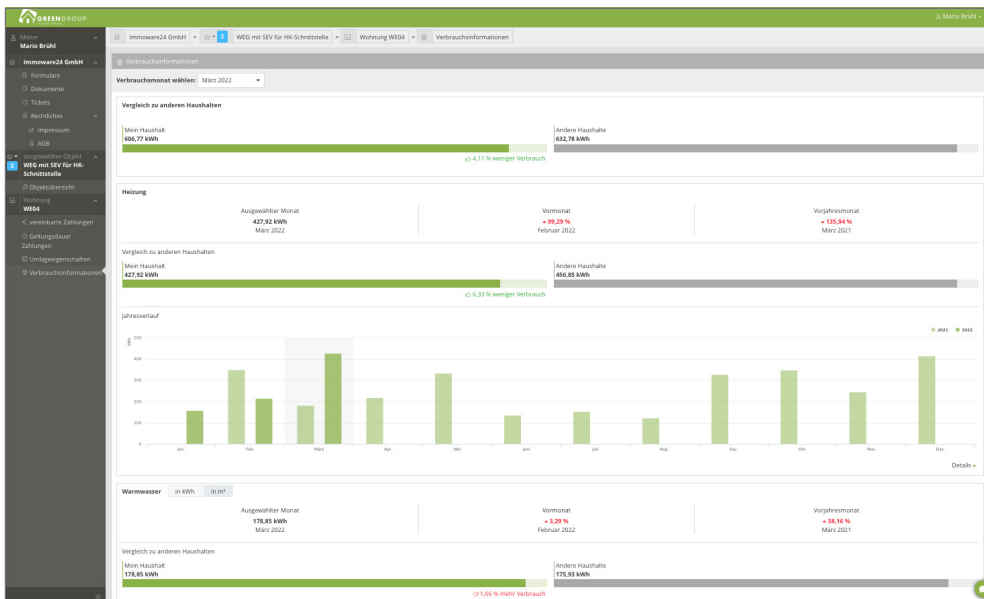 GREENGROUP
Mario Brühl
Mieter
Mario Brühl
Immoware24 GmbH
Formulare
Dokumente
Tickets
Rechtliches
Impressum
AGB
ausgewähltes Objekt
3
WEG mit SEV für HK-
Schnittstelle
Objektübersicht
Wohnung
WE04
vereinbarte Zahlungen
Geltungsdauer
Zahlungen
Umlageeigenschaften
Verbrauchsinformationen
Immoware24 GmbH » 3 WEG mit SEV für HK-Schnittstelle » Wohnung WE04 » Verbrauchsinformationen
Verbrauchsinformationen
Verbrauchsmonat wählen: März 2022
Vergleich zu anderen Haushalten
Mein Haushalt
606,77 kWh
4,11 % weniger Verbrauch
Andere Haushalte
632,78 kWh
Heizung
Ausgewählter Monat
427,92 kWh
März 2022
Vormonat
99,29 %
Februar 2022
Vorjahresmonat
135,94 %
März 2021
Vergleich zu anderen Haushalten
Mein Haushalt
427,92 kWh
6,33 % weniger Verbrauch
Andere Haushalte
456,85 kWh
Jahresverlauf
2021 2022
kWh
500
400
300
200
100
0
Jan. Feb. März Apr. Mai Juni Juli Aug. Sep. Okt. Nov. Dez.
Details
Warmwasser in kWh in m³
Ausgewählter Monat
178,85 kWh
März 2022
Vormonat
3,29 %
Februar 2022
Vorjahresmonat
38,16 %
März 2021
Vergleich zu anderen Haushalten
Mein Haushalt
178,85 kWh
1,66 % mehr Verbrauch
Andere Haushalte
175,93 kWh